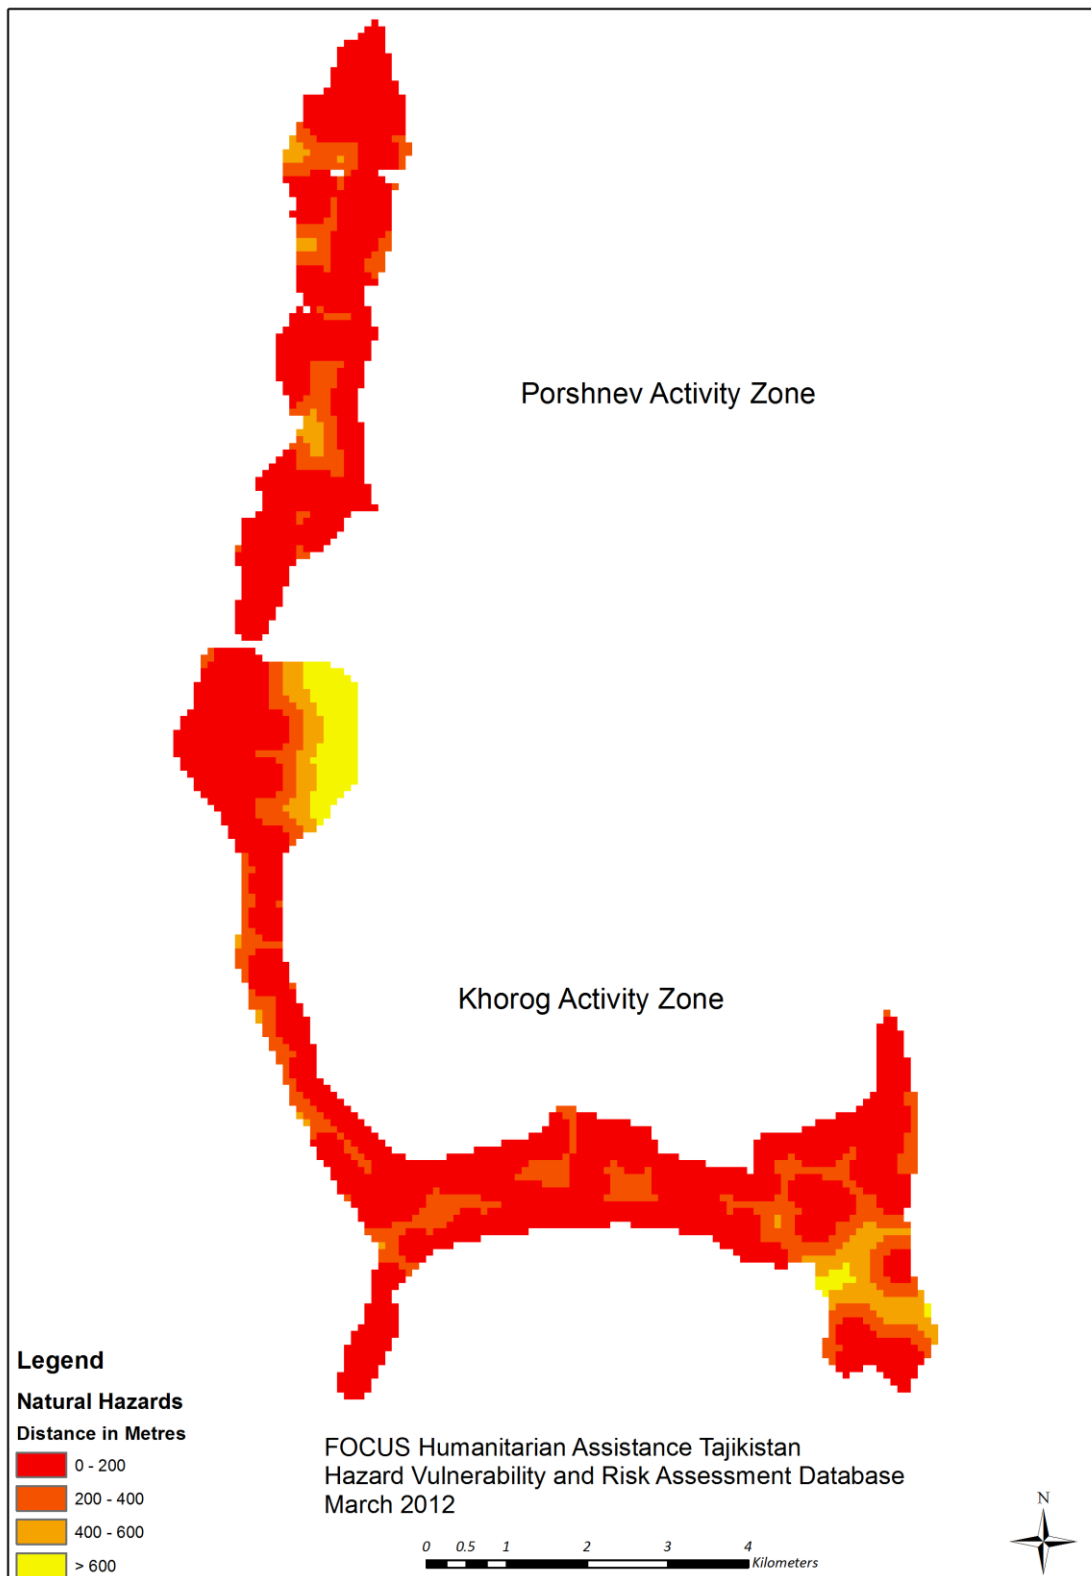 Porshnev Activity Zone
Khorog Activity Zone
Legend
Natural Hazards
Distance in Metres
0 - 200
200 - 400
400 - 600
> 600
FOCUS Humanitarian Assistance Tajikistan
Hazard Vulnerability and Risk Assessment Database
March 2012
0 0.5 1 2 3 4
Kilometers
N